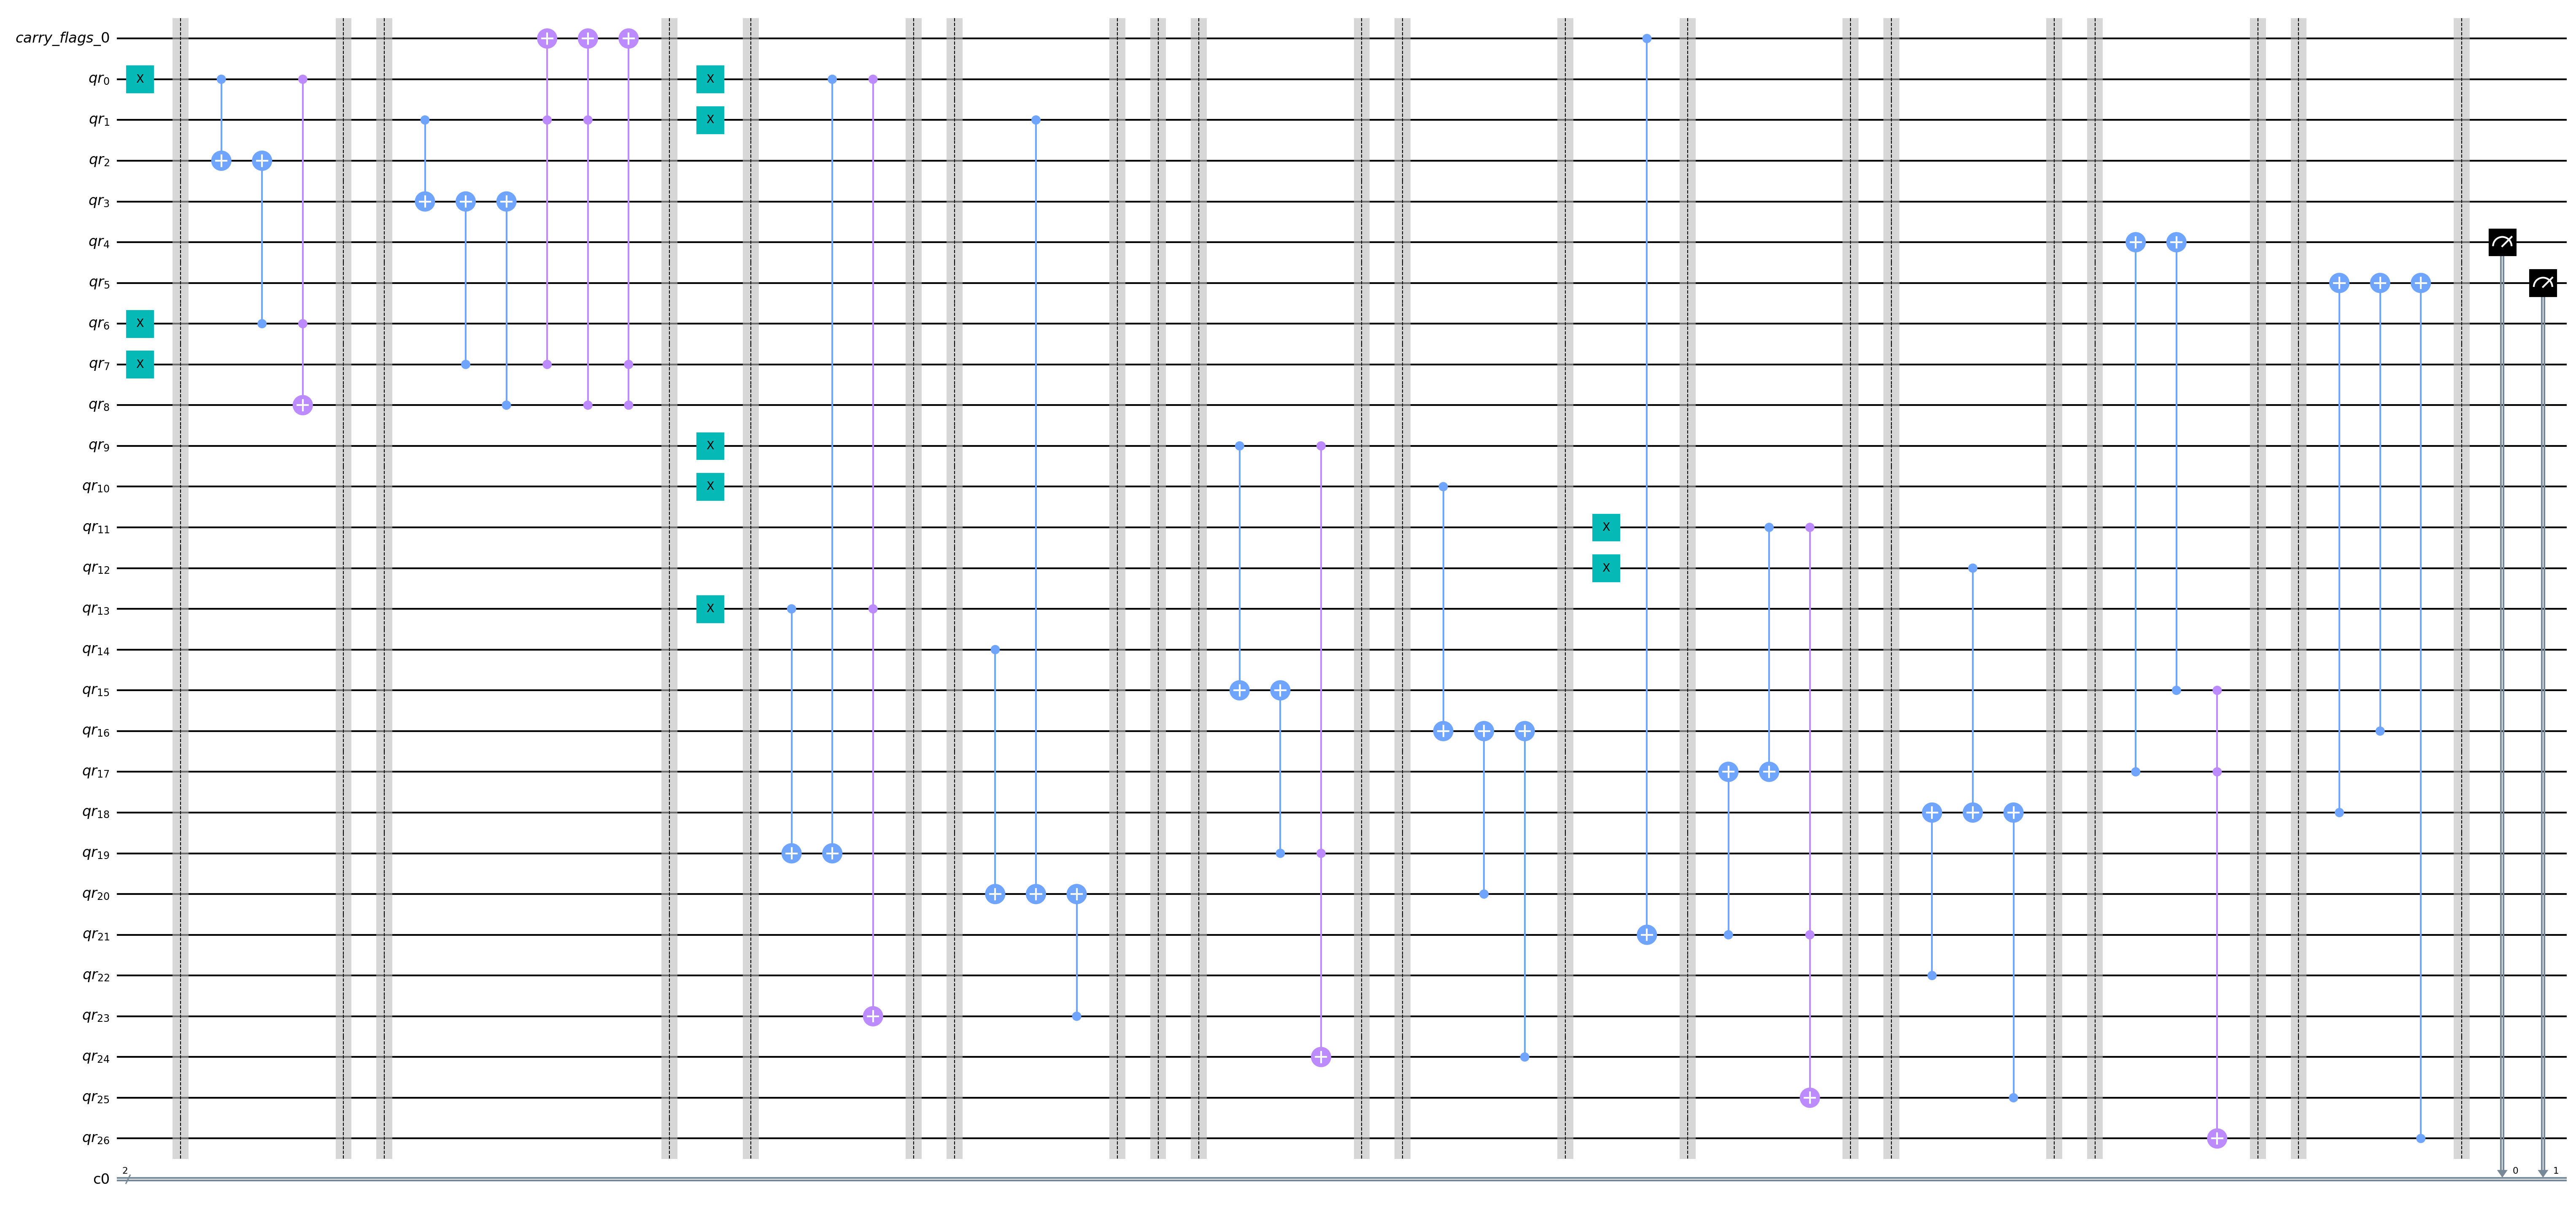 carry_flags_0
qr0 X X
qr1 X
qr2
qr3
qr4
qr5
qr6 X
qr7 X
qr8
qr9 X
qr10 X
qr11 X
qr12 X
qr13 X
qr14
qr15
qr16
qr17
qr18
qr19
qr20
qr21
qr22
qr23
qr24
qr25
qr26
c0 2 0 1